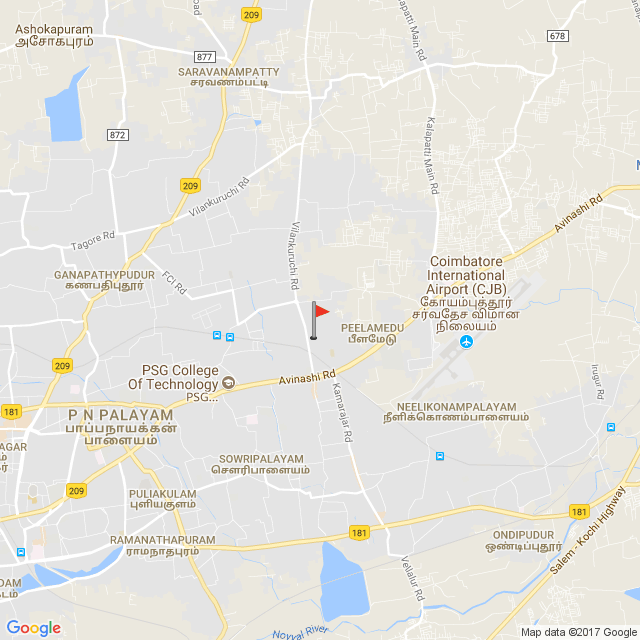 Ashokapuram
அசோகபுரம்
209
877
678
SARAVANAMPATTY
சரவணம்பட்டி
Kalapatti Main Rd
872
Kalapatti Main Rd
209
Vilankuruchi Rd
Avinashi Rd
Tagore Rd
Vilankuruchi Rd
GANAPATHYPUDUR
கணபதிபுதூர்
FCI Rd
Coimbatore
International
Airport (CJB)
கோயம்புத்தூர்
சர்வதேச விமான
நிலையம்
PEELAMEDU
பீளமேடு
209
PSG College
Of Technology
PSG...
Avinashi Rd
Irugur Rd
181
P N PALAYAM
பாப்பநாயக்கன்
பாளையம்
Kamarajar Rd
NEELIKONAMPALAYAM
நீளிக்கொணம்பாளையம்
AGAR
SOWRIPALAYAM
சௌரிபாளையம்
209
PULIAKULAM
புளியகுளம்
181
181
RAMANATHAPURAM
ராமநாதபுரம்
ONDIPUDUR
ஒண்டிப்புதூர்
Salem - Kochi Highway
Vellalur Rd
DAM
Noyyal River
Google
Map data ©2017 Google